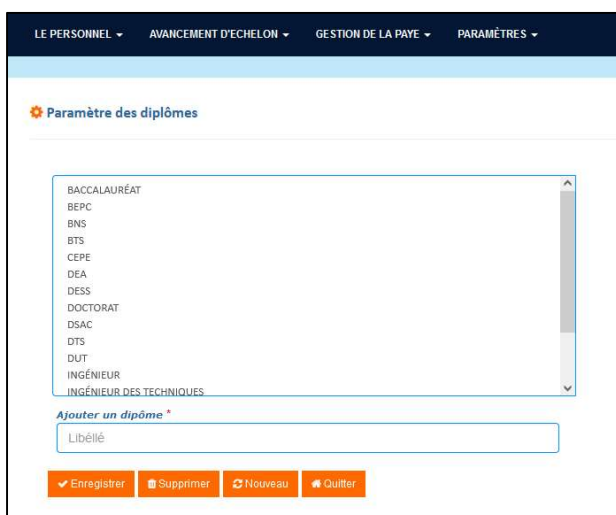 LE PERSONNEL AVANCEMENT D'ECHELON GESTION DE LA PAYE PARAMÈTRES
Paramètre des diplômes
BACCALAURÉAT
BEPC
BNS
BTS
CEPE
DEA
DESS
DOCTORAT
DSAC
DTS
DUT
INGÉNIEUR
INGÉNIEUR DES TECHNIQUES
Ajouter un dipôme *
Libéllé
Enregistrer Supprimer Nouveau Quitter